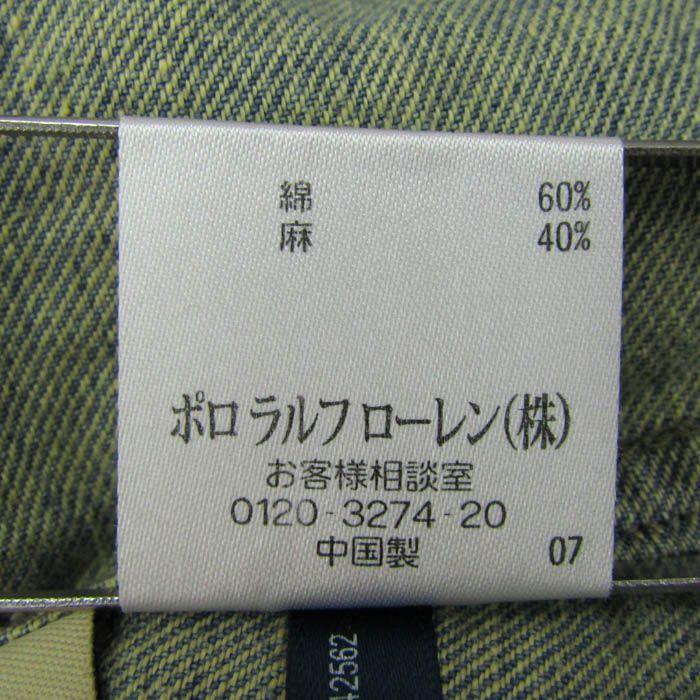 綿 60%
麻 40%
ポロ ラルフ ローレン(株)
お客様相談室
0120-3274-20
中国製 07
42562